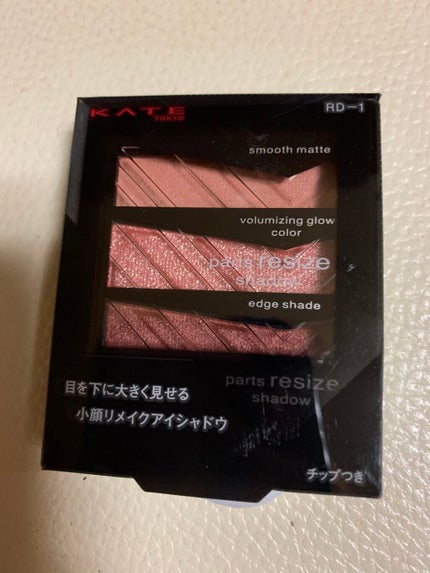 KATE
TOKYO
RD-1
smooth matte
volumizing glow
color
parts resize
shadow
edge shade
parts resize
shadow
目を下に大きく見せる
小顔リメイクアイシャドウ
チップつき